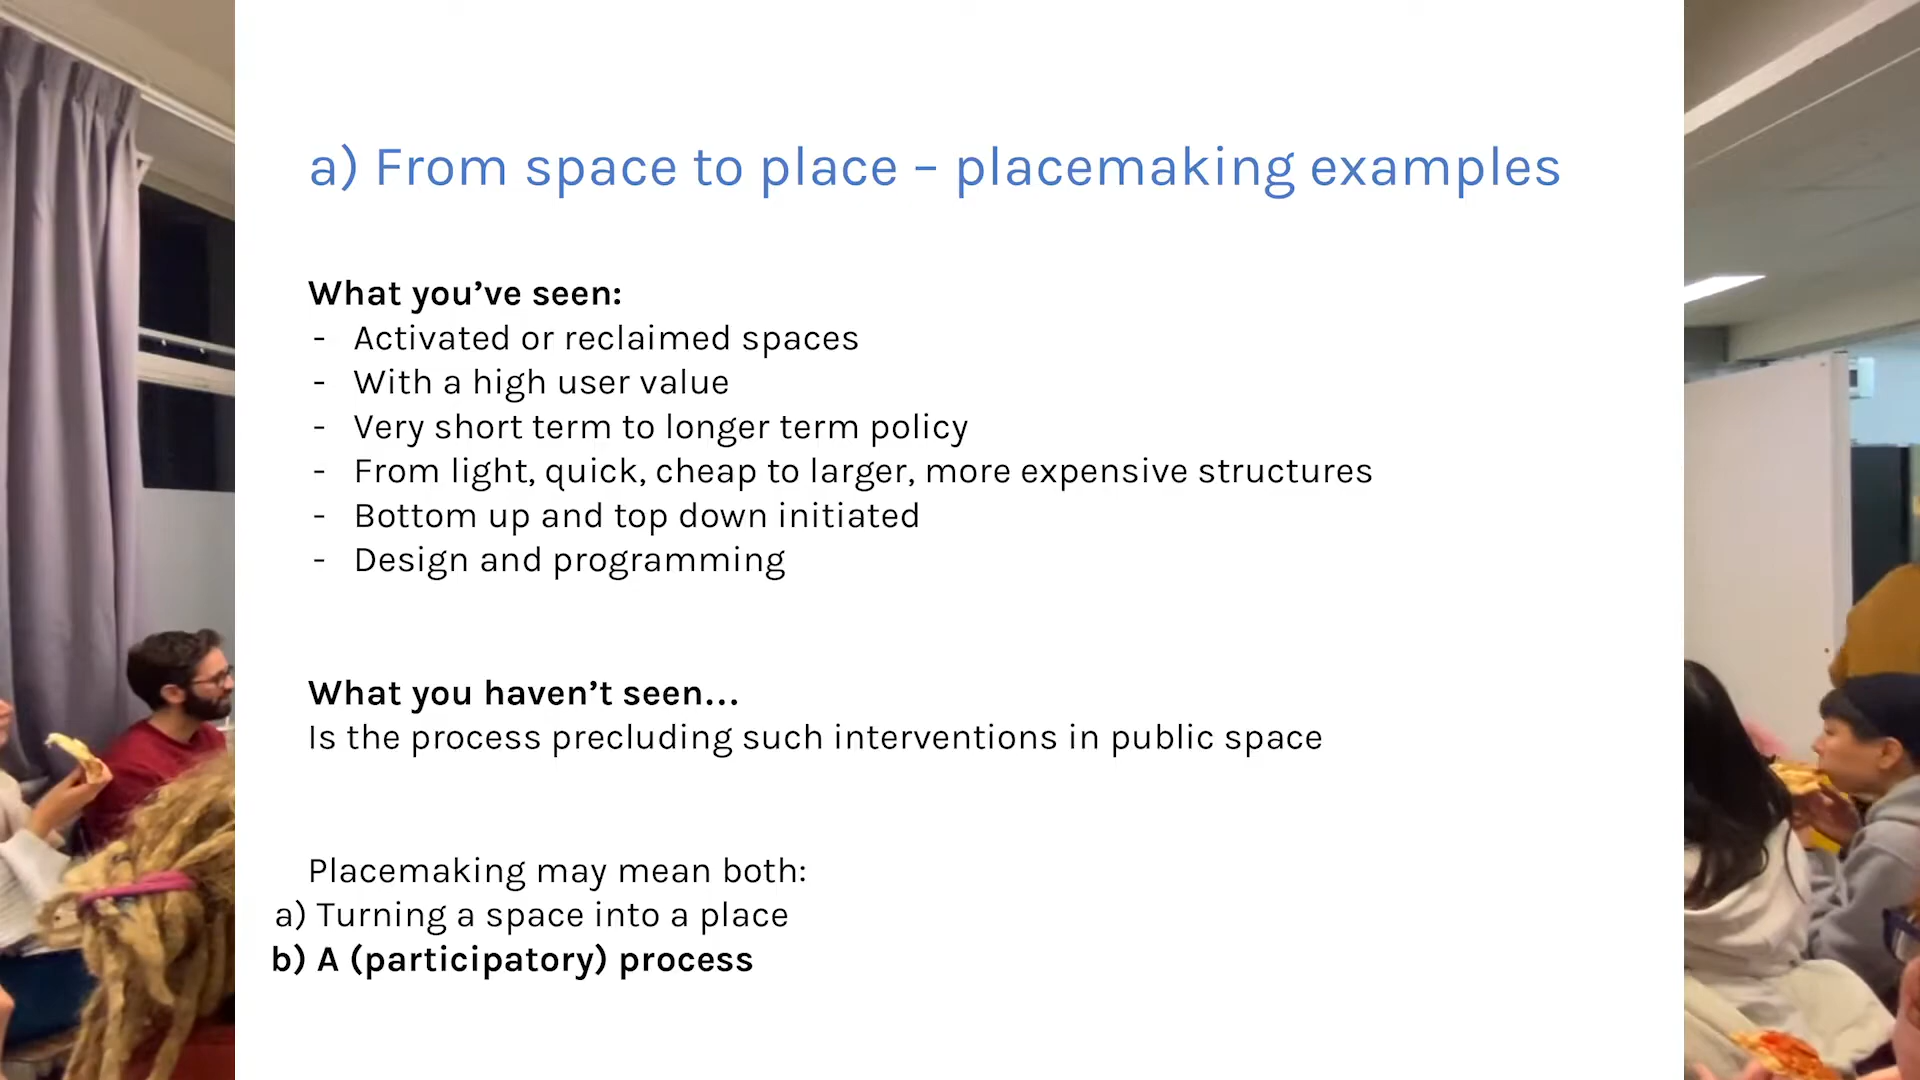 a) From space to place – placemaking examples
What you’ve seen:
- Activated or reclaimed spaces
- With a high user value
- Very short term to longer term policy
- From light, quick, cheap to larger, more expensive structures
- Bottom up and top down initiated
- Design and programming
What you haven’t seen...
Is the process precluding such interventions in public space
Placemaking may mean both:
a) Turning a space into a place
b) A (participatory) process